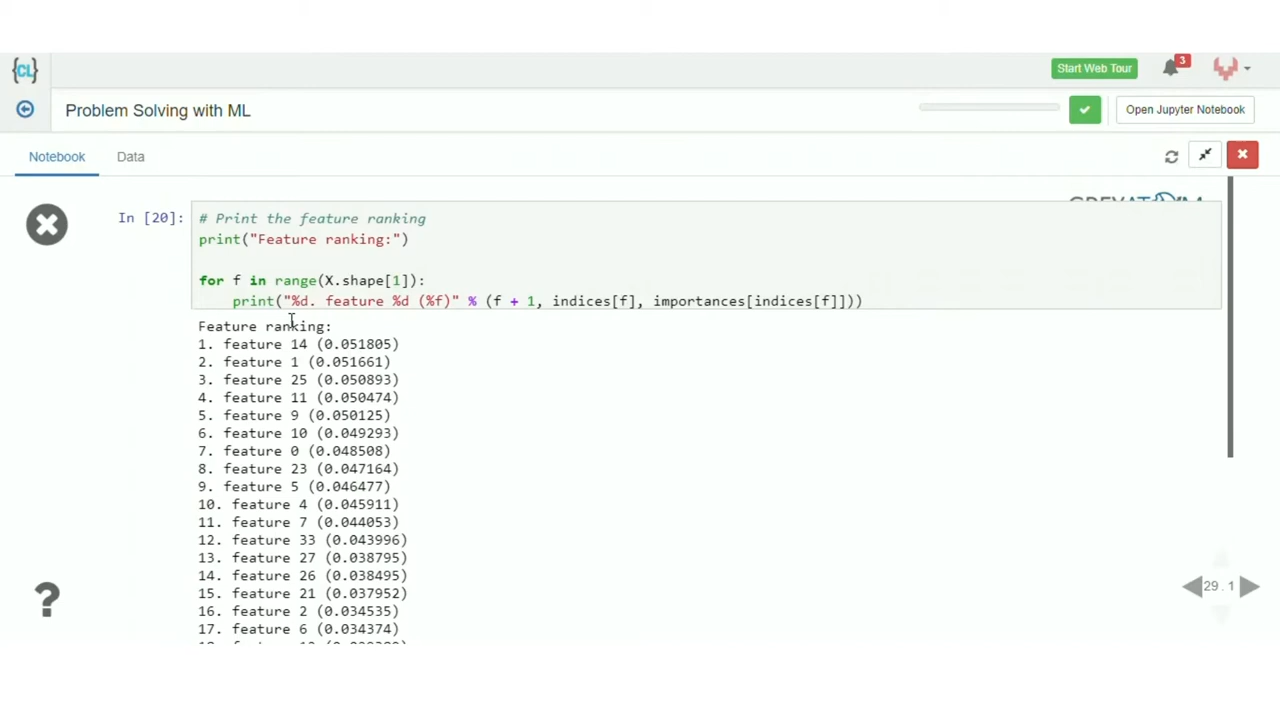 {CL}
Start Web Tour
3
Problem Solving with ML
Open Jupyter Notebook
Notebook
Data
In [20]:
# Print the feature ranking
print("Feature ranking:")
for f in range(X.shape[1]):
print("%d. feature %d (%f)" % (f + 1, indices[f], importances[indices[f]]))
Feature ranking:
1. feature 14 (0.051805)
2. feature 1 (0.051661)
3. feature 25 (0.050893)
4. feature 11 (0.050474)
5. feature 9 (0.050125)
6. feature 10 (0.049293)
7. feature 0 (0.048508)
8. feature 23 (0.047164)
9. feature 5 (0.046477)
10. feature 4 (0.045911)
11. feature 7 (0.044053)
12. feature 33 (0.043996)
13. feature 27 (0.038795)
14. feature 26 (0.038495)
15. feature 21 (0.037952)
16. feature 2 (0.034535)
17. feature 6 (0.034374)
?
29.1